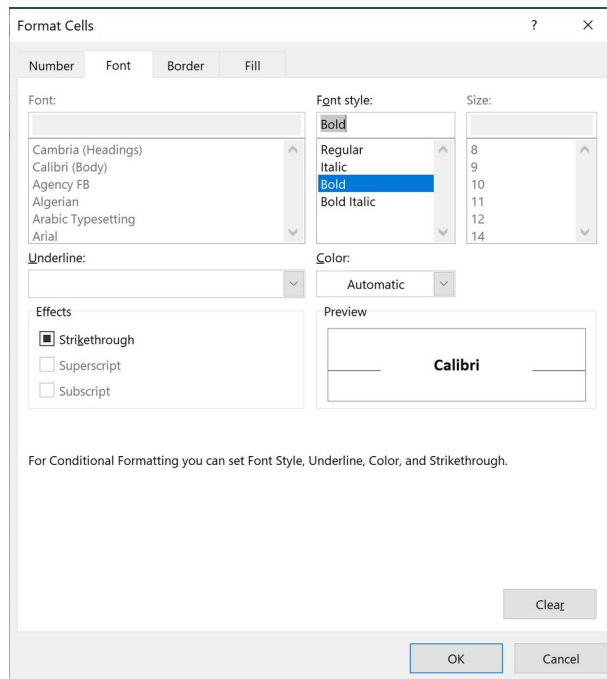 Format Cells ? ×
Number Font Border Fill
Font: Font style: Size:
Bold
Cambria (Headings) Regular 8
Calibri (Body) Italic 9
Agency FB Bold 10
Algerian Bold Italic 11
Arabic Typesetting 12
Arial 14
Underline: Color:
Automatic
Effects Preview
Strikethrough
Superscript Calibri
Subscript
For Conditional Formatting you can set Font Style, Underline, Color, and Strikethrough.
Clear
OK Cancel